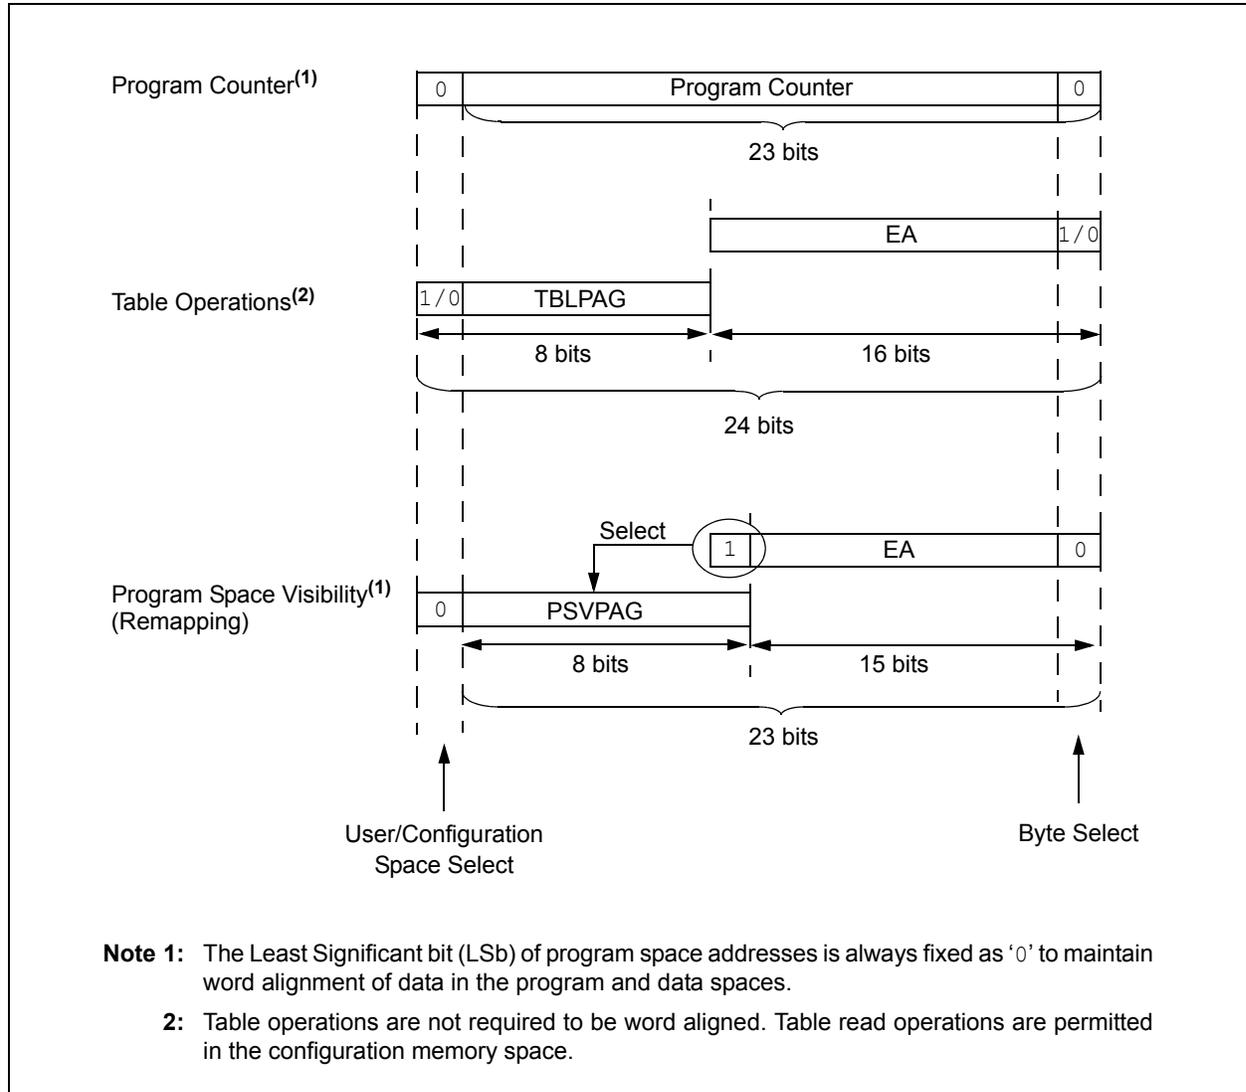 Program Counter(1)
0 Program Counter 0
23 bits
EA 1/0
Table Operations(2)
1/0 TBLPAG
8 bits 16 bits
24 bits
Select
1 EA 0
Program Space Visibility(1)
(Remapping)
0 PSVPAG
8 bits 15 bits
23 bits
User/Configuration
Space Select
Byte Select
Note 1: The Least Significant bit (LSb) of program space addresses is always fixed as ‘0’ to maintain
word alignment of data in the program and data spaces.
2: Table operations are not required to be word aligned. Table read operations are permitted
in the configuration memory space.